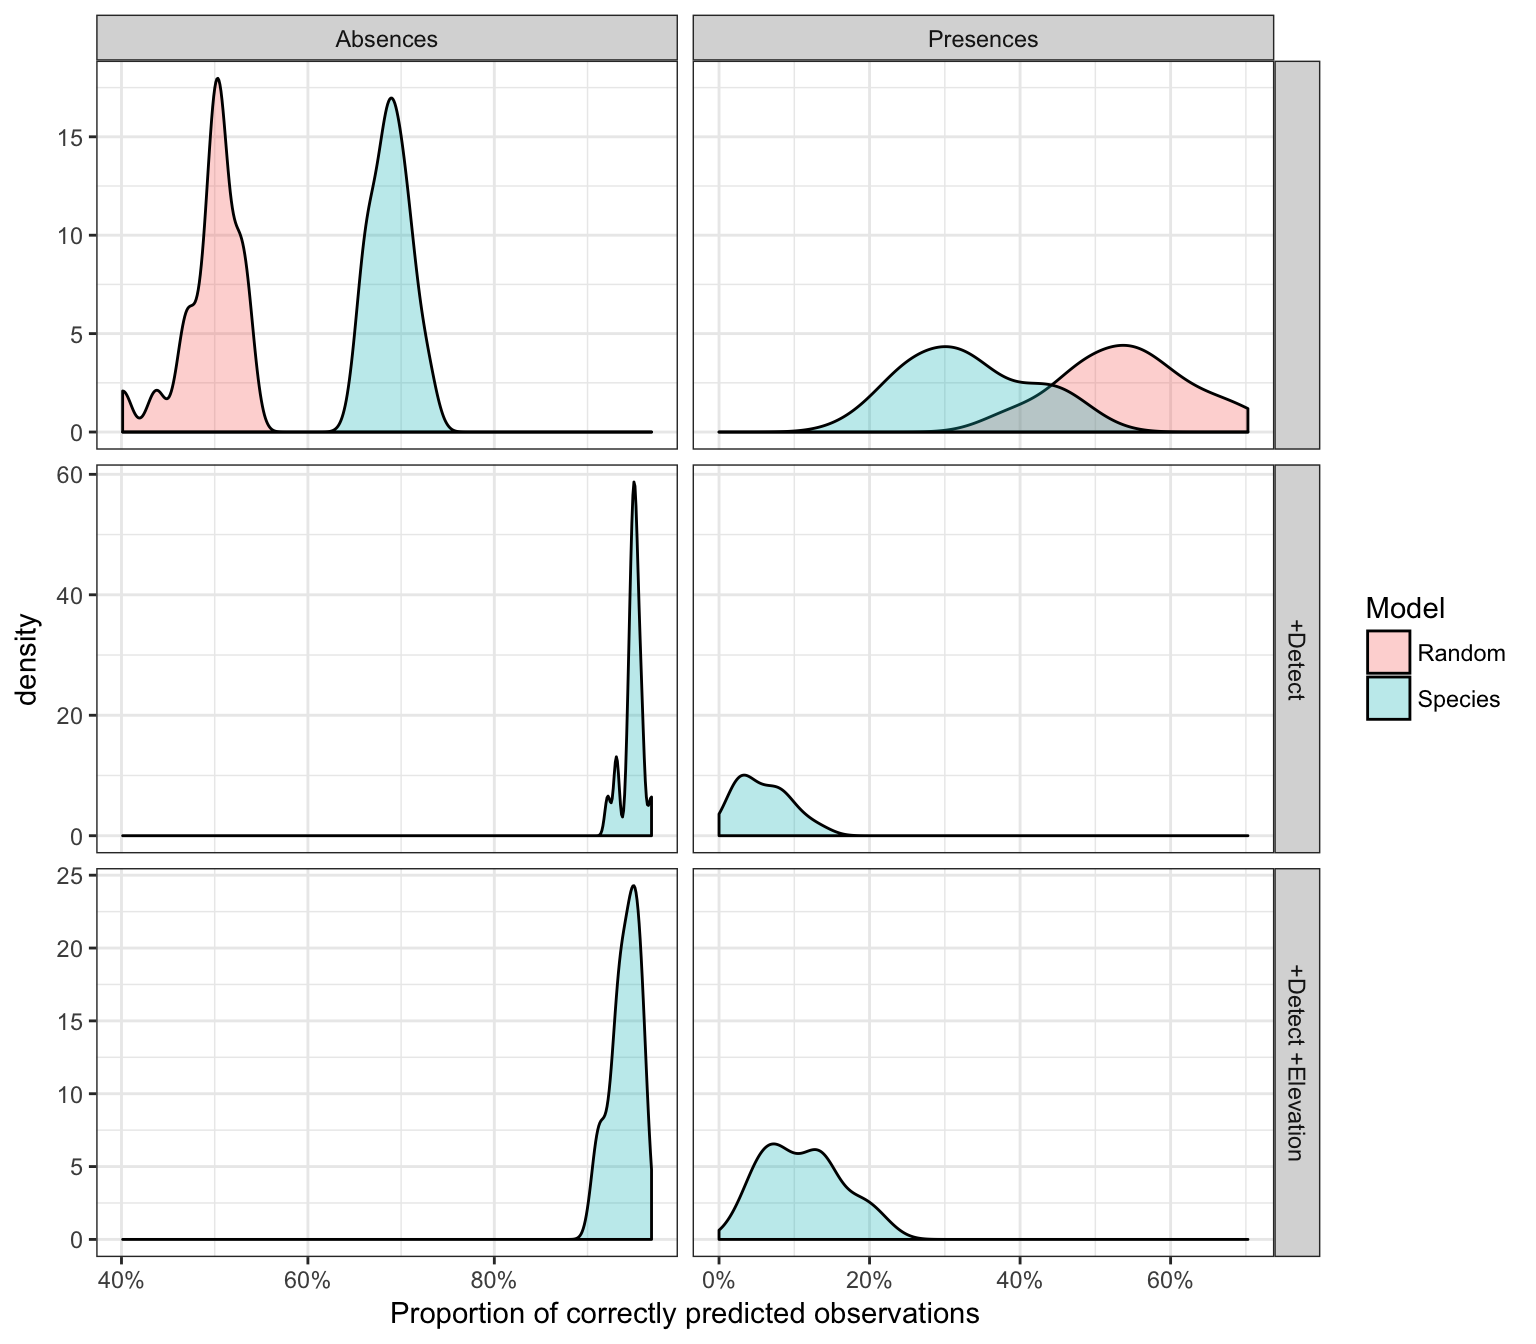 Absences
Presences
15
10
5
0
60
40
20
0
+Detect
25
20
15
10
5
0
+Detect +Elevation
40%
60%
80%
0%
20%
40%
60%
Proportion of correctly predicted observations
density
Model
Random
Species